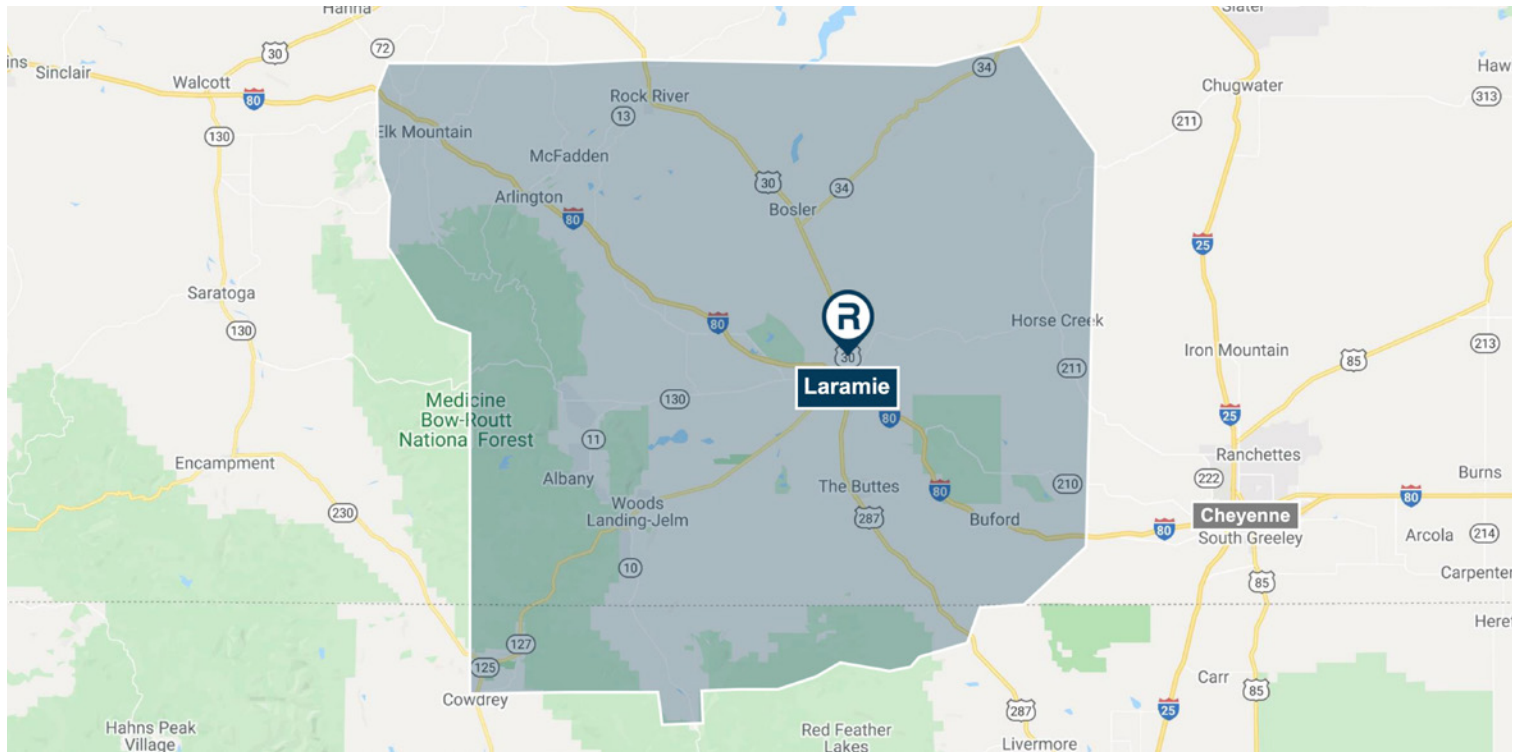 Hanna
Slater
ins
Sinclair
30
72
34
Haw
Walcott
80
Rock River
Chugwater
313
13
211
130
Elk Mountain
McFadden
30
34
Arlington
80
Bosler
25
Saratoga
130
80
R
Horse Creek
30
Iron Mountain
85
213
211
Laramie
Medicine
Bow-Routt
National Forest
130
80
25
11
Ranchettes
Encampment
Albany
The Buttes
80
210
222
Burns
80
230
Woods
Landing-Jelm
287
Buford
80
Cheyenne
South Greeley
Arcola
214
10
85
Carpenter
Heref
127
125
Cowdrey
Carr
85
25
287
Hahns Peak
Village
Red Feather
Lakes
Livermore